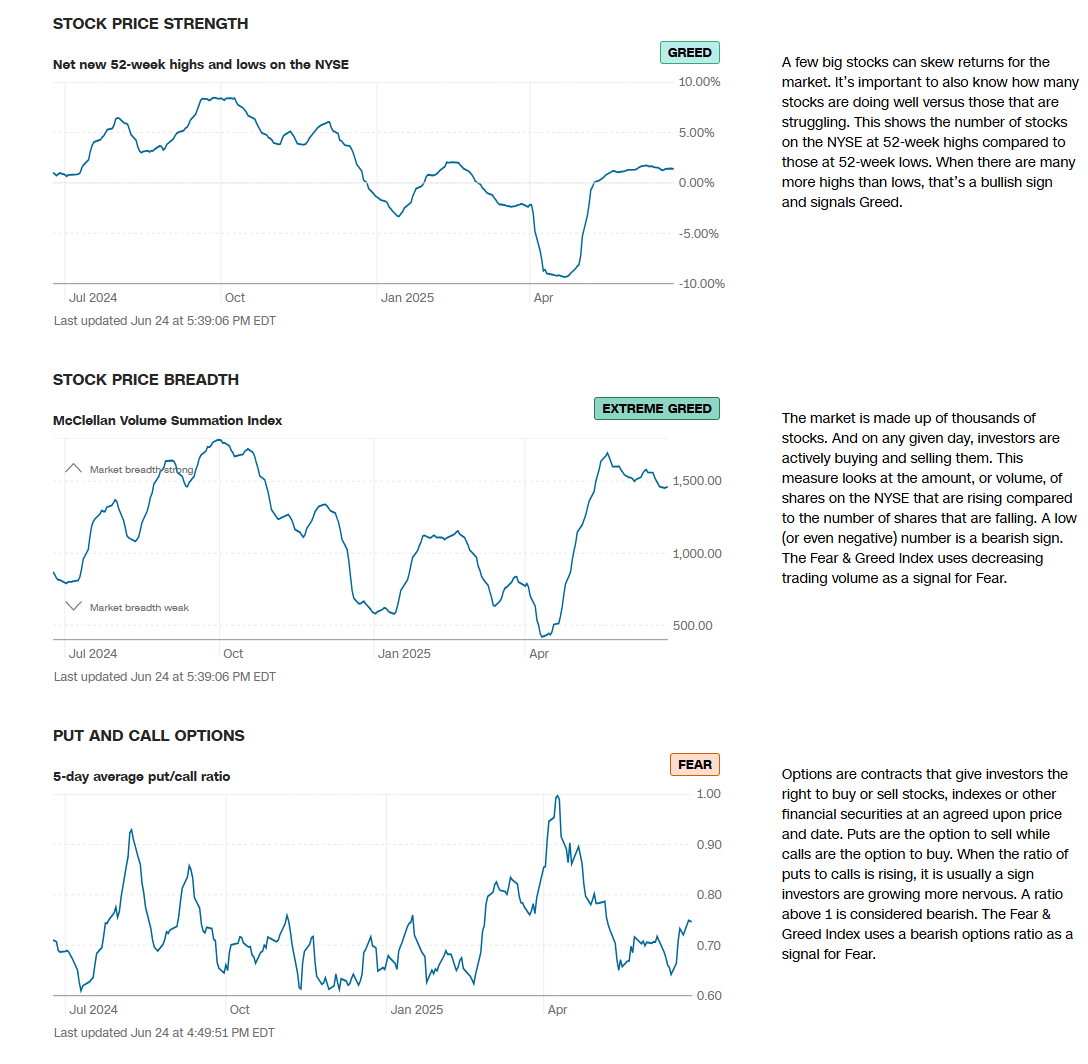 STOCK PRICE STRENGTH
GREED
Net new 52-week highs and lows on the NYSE
10.00%
5.00%
0.00%
-5.00%
-10.00%
Jul 2024
Oct
Jan 2025
Apr
Last updated Jun 24 at 5:39:06 PM EDT
A few big stocks can skew returns for the
market. It's important to also know how many
stocks are doing well versus those that are
struggling. This shows the number of stocks
on the NYSE at 52-week highs compared to
those at 52-week lows. When there are many
more highs than lows, that's a bullish sign
and signals Greed.
STOCK PRICE BREADTH
EXTREME GREED
McClellan Volume Summation Index
Market breadth strong
1,500.00
1,000.00
Market breadth weak
500.00
Jul 2024
Oct
Jan 2025
Apr
Last updated Jun 24 at 5:39:06 PM EDT
The market is made up of thousands of
stocks. And on any given day, investors are
actively buying and selling them. This
measure looks at the amount, or volume, of
shares on the NYSE that are rising compared
to the number of shares that are falling. A low
(or even negative) number is a bearish sign.
The Fear & Greed Index uses decreasing
trading volume as a signal for Fear.
PUT AND CALL OPTIONS
FEAR
5-day average put/call ratio
1.00
0.90
0.80
0.70
0.60
Jul 2024
Oct
Jan 2025
Apr
Last updated Jun 24 at 4:49:51 PM EDT
Options are contracts that give investors the
right to buy or sell stocks, indexes or other
financial securities at an agreed upon price
and date. Puts are the option to sell while
calls are the option to buy. When the ratio of
puts to calls is rising, it is usually a sign
investors are growing more nervous. A ratio
above 1 is considered bearish. The Fear &
Greed Index uses a bearish options ratio as a
signal for Fear.